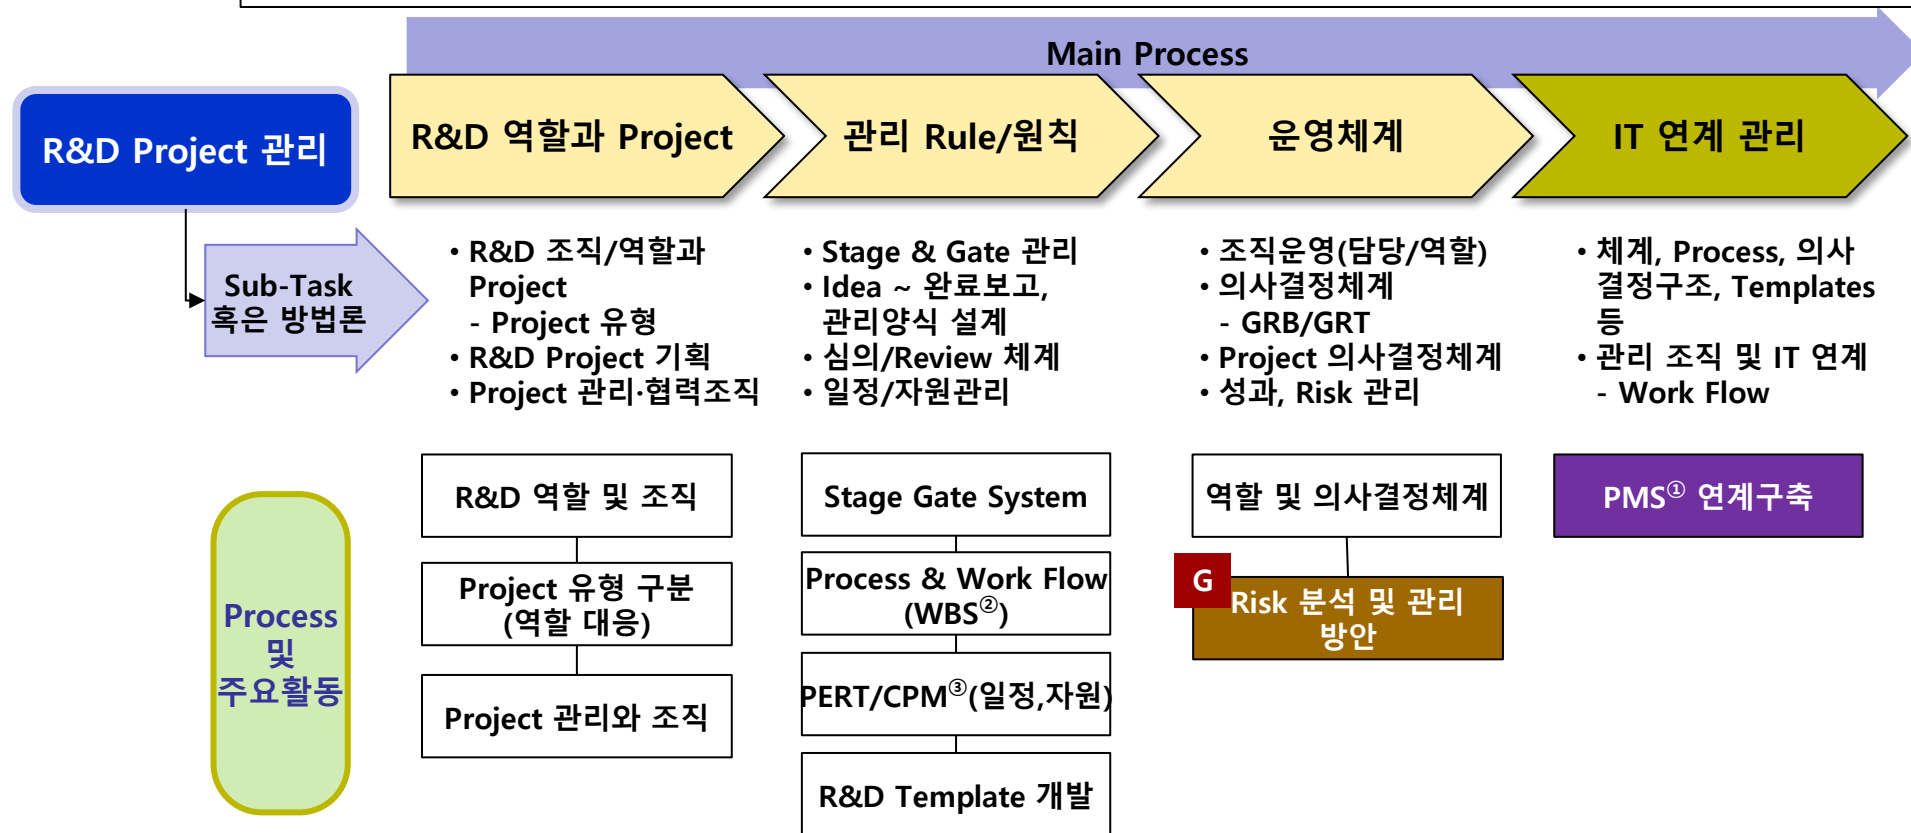 Main Process
R&D Project 관리
R&D 역할과 Project
관리 Rule/원칙
운영체계
IT 연계 관리
Sub-Task
혹은 방법론
• R&D 조직/역할과
Project
- Project 유형
• R&D Project 기획
• Project 관리·협력조직
• Stage & Gate 관리
• Idea ~ 완료보고,
관리양식 설계
• 심의/Review 체계
• 일정/자원관리
• 조직운영(담당/역할)
• 의사결정체계
- GRB/GRT
• Project 의사결정체계
• 성과, Risk 관리
• 체계, Process, 의사
결정구조, Templates
등
• 관리 조직 및 IT 연계
- Work Flow
Process
및
주요활동
R&D 역할 및 조직
Project 유형 구분
(역할 대응)
Project 관리와 조직
Stage Gate System
Process & Work Flow
(WBS②)
PERT/CPM③(일정,자원)
R&D Template 개발
역할 및 의사결정체계
G
Risk 분석 및 관리
방안
PMS① 연계구축